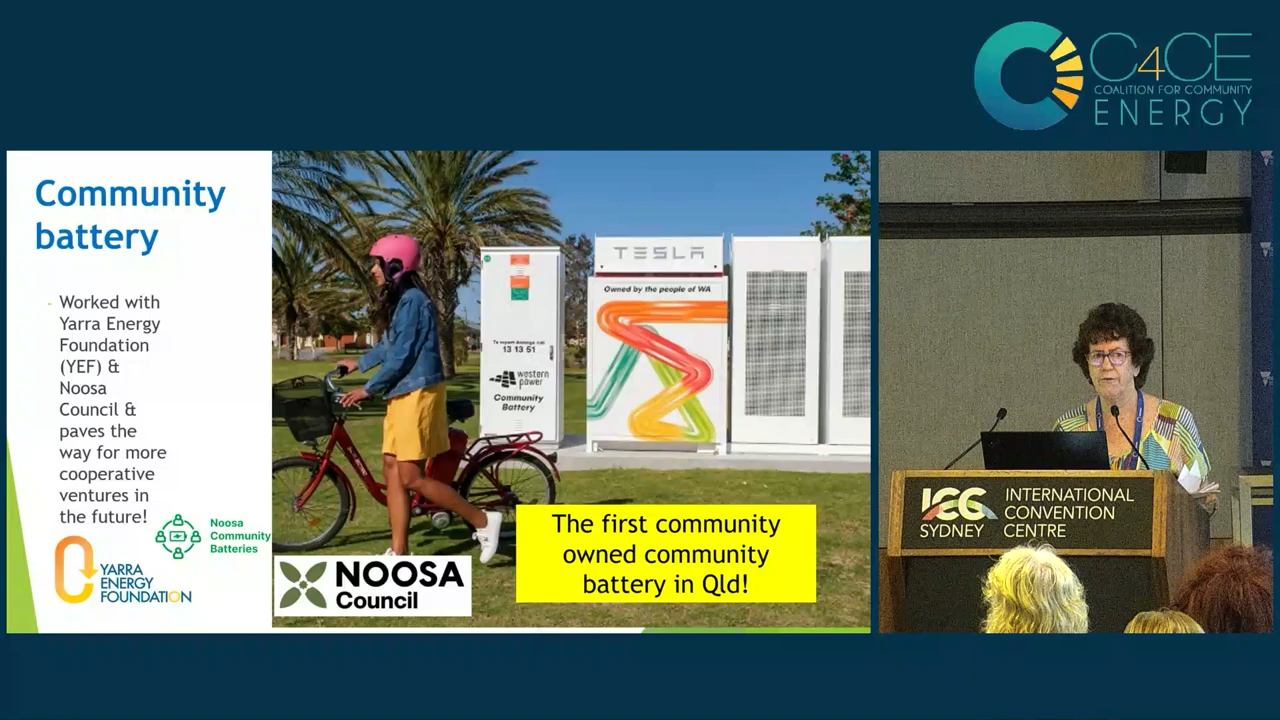 C4CE
COALITION FOR COMMUNITY
ENERGY
Community
battery
- Worked with
Yarra Energy
Foundation
(YEF) &
Noosa
Council &
paves the
way for more
cooperative
ventures in
the future!
Noosa
Community
Batteries
YARRA
ENERGY
FOUNDATION
TESLA
Owned by the people of WA
13 13 51
western
power
Community
Battery
NOOSA
Council
The first community
owned community
battery in Qld!
ICC
SYDNEY
INTERNATIONAL
CONVENTION
CENTRE